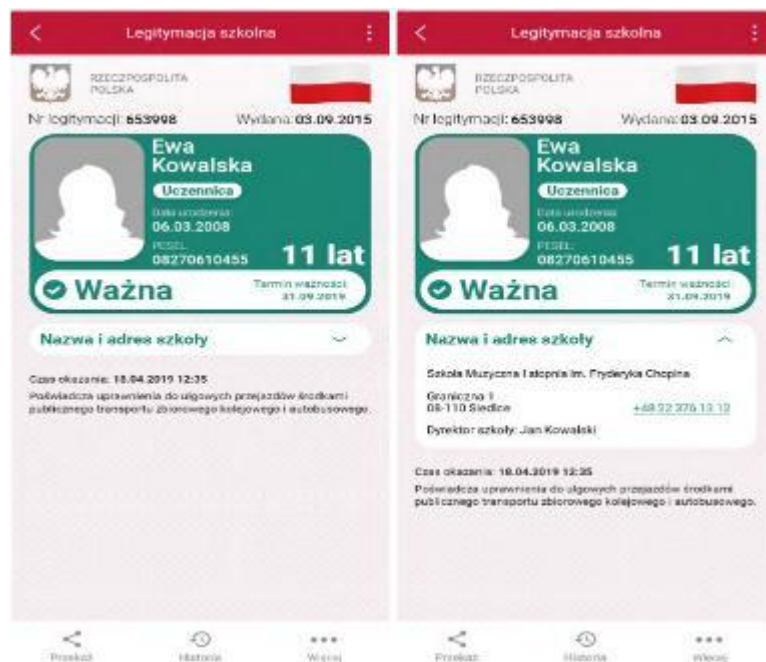 Legitymacja szkolna
RZECZPOSPOLITA
POLSKA
Nr legitymacji: 653998 Wydana: 03.09.2015
Ewa
Kowalska
Uczennica
Data urodzenia:
06.03.2008
PESEL:
08270610455
11 lat
Ważna
Termin ważności:
31.09.2019
Nazwa i adres szkoły
Czas okazania: 18.04.2019 12:35
Poświadcza uprawnienia do ulgowych przejazdów środkami
publicznego transportu zbiorowego kolejowego i autobusowego.
Przekaż Historia Więcej
Legitymacja szkolna
RZECZPOSPOLITA
POLSKA
Nr legitymacji: 653998 Wydana: 03.09.2015
Ewa
Kowalska
Uczennica
Data urodzenia:
06.03.2008
PESEL:
08270610455
11 lat
Ważna
Termin ważności:
31.09.2019
Nazwa i adres szkoły
Szkoła Muzyczna I stopnia im. Fryderyka Chopina
Graniczna 1
08-110 Siedlce
+48 22 376 13 12
Dyrektor szkoły: Jan Kowalski
Czas okazania: 18.04.2019 12:35
Poświadcza uprawnienia do ulgowych przejazdów środkami
publicznego transportu zbiorowego kolejowego i autobusowego.
Przekaż Historia Więcej